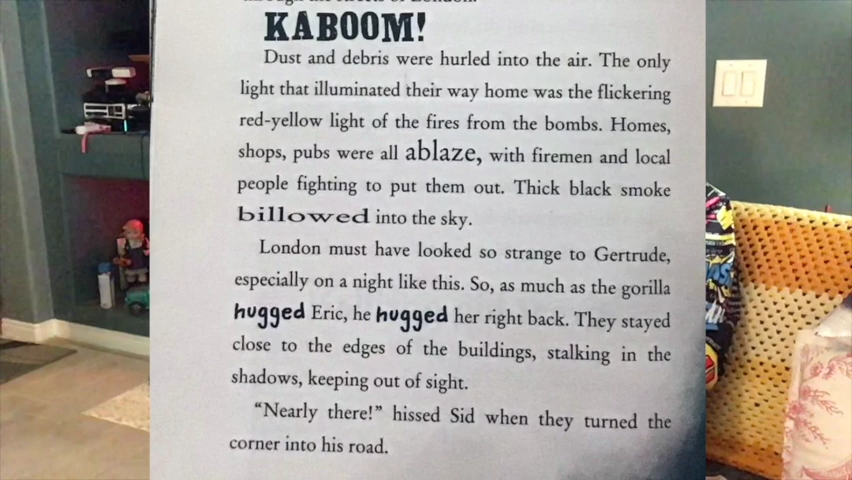 through the streets of London.
KABOOM!
Dust and debris were hurled into the air. The only
light that illuminated their way home was the flickering
red-yellow light of the fires from the bombs. Homes,
shops, pubs were all ablaze, with firemen and local
people fighting to put them out. Thick black smoke
billowed into the sky.
London must have looked so strange to Gertrude,
especially on a night like this. So, as much as the gorilla
hugged Eric, he hugged her right back. They stayed
close to the edges of the buildings, stalking in the
shadows, keeping out of sight.
“Nearly there!” hissed Sid when they turned the
corner into his road.